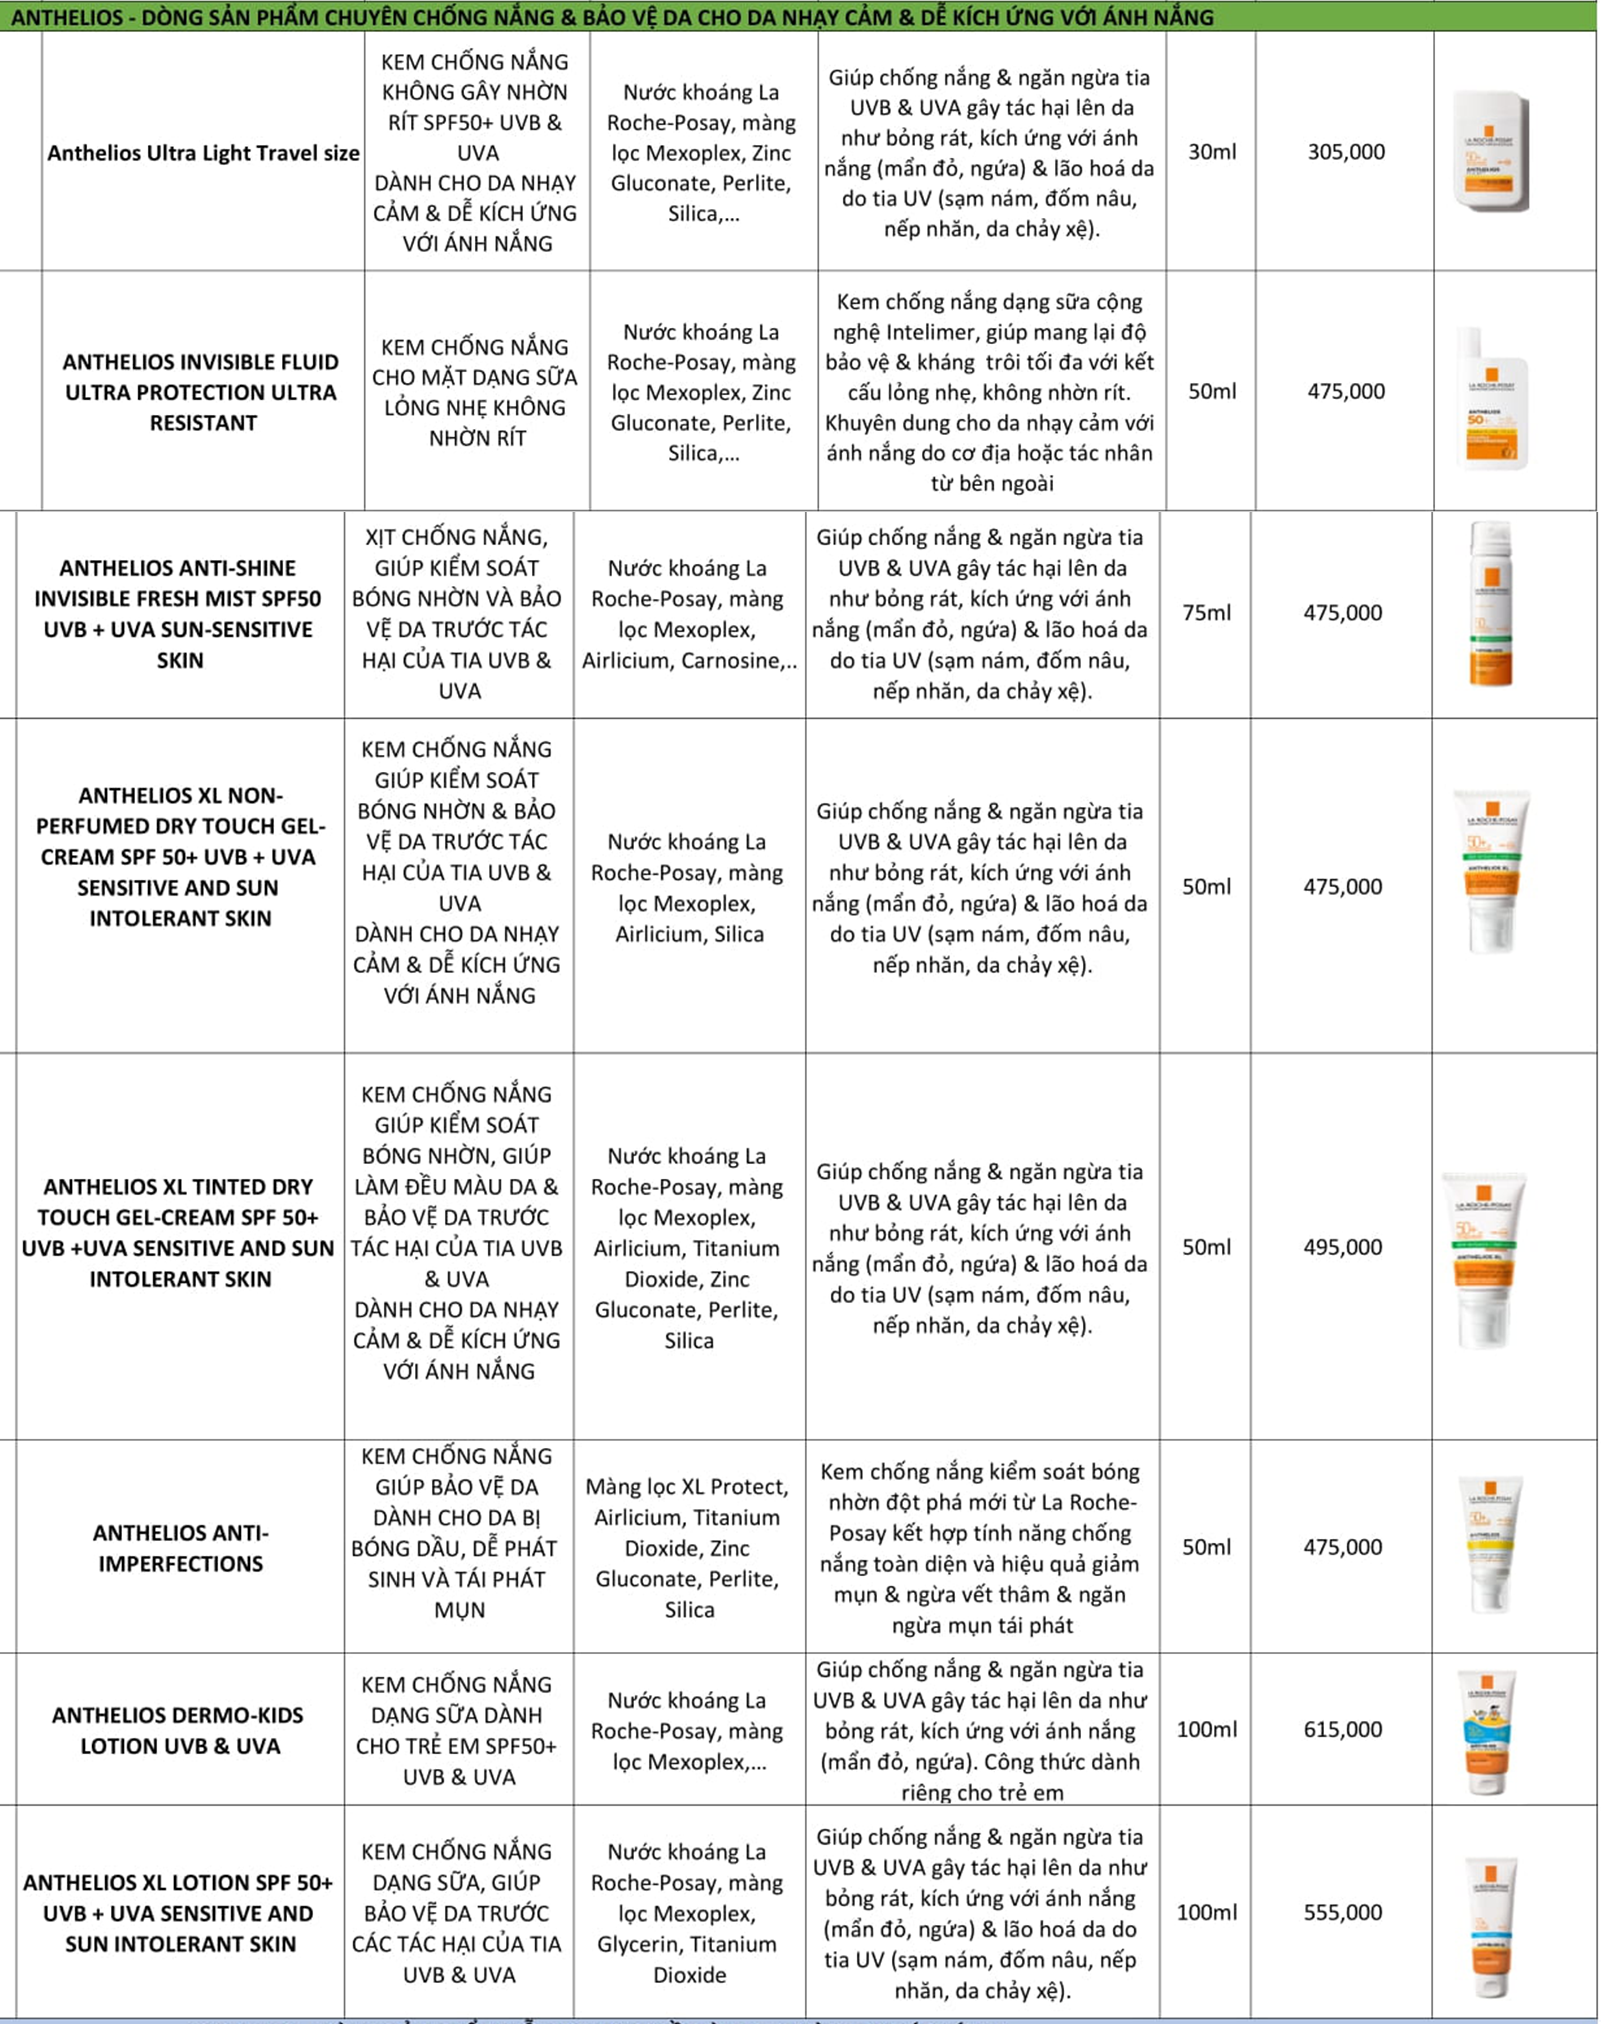 ANTHELIOS - DÒNG SẢN PHẨM CHUYÊN CHỐNG NẮNG & BẢO VỆ DA CHO DA NHẠY CẢM & DỄ KÍCH ỨNG VỚI ÁNH NẮNG
Anthelios Ultra Light Travel size
KEM CHỐNG NẮNG
KHÔNG GÂY NHỜN
RÍT SPF50+ UVB &
UVA
DÀNH CHO DA NHẠY
CẢM & DỄ KÍCH ỨNG
VỚI ÁNH NẮNG
Nước khoáng La
Roche-Posay, màng
lọc Mexoplex, Zinc
Gluconate, Perlite,
Silica,...
Giúp chống nắng & ngăn ngừa tia
UVB & UVA gây tác hại lên da
như bỏng rát, kích ứng với ánh
nắng (mẩn đỏ, ngứa) & lão hoá da
do tia UV (sạm nám, đốm nâu,
nếp nhăn, da chảy xệ).
30ml
305,000
ANTHELIOS INVISIBLE FLUID
ULTRA PROTECTION ULTRA
RESISTANT
KEM CHỐNG NẮNG
CHO MẶT DẠNG SỮA
LỎNG NHẸ KHÔNG
NHỜN RÍT
Nước khoáng La
Roche-Posay, màng
lọc Mexoplex, Zinc
Gluconate, Perlite,
Silica,...
Kem chống nắng dạng sữa cộng
nghệ Intelimer, giúp mang lại độ
bảo vệ & kháng trôi tối đa với kết
cấu lỏng nhẹ, không nhờn rít.
Khuyên dung cho da nhạy cảm với
ánh nắng do cơ địa hoặc tác nhân
từ bên ngoài
50ml
475,000
LA ROCHE-POSAY
ANTHELIOS
50+
ANTHELIOS ANTI-SHINE
INVISIBLE FRESH MIST SPF50
UVB + UVA SUN-SENSITIVE
SKIN
XỊT CHỐNG NẮNG,
GIÚP KIỂM SOÁT
BÓNG NHỜN VÀ BẢO
VỆ DA TRƯỚC TÁC
HẠI CỦA TIA UVB &
UVA
Nước khoáng La
Roche-Posay, màng
lọc Mexoplex,
Airlicium, Carnosine,..
Giúp chống nắng & ngăn ngừa tia
UVB & UVA gây tác hại lên da
như bỏng rát, kích ứng với ánh
nắng (mẩn đỏ, ngứa) & lão hoá da
do tia UV (sạm nám, đốm nâu,
nếp nhăn, da chảy xệ).
75ml
475,000
ANTHELIOS XL NON-
PERFUMED DRY TOUCH GEL-
CREAM SPF 50+ UVB + UVA
SENSITIVE AND SUN
INTOLERANT SKIN
KEM CHỐNG NẮNG
GIÚP KIỂM SOÁT
BÓNG NHỜN & BẢO
VỆ DA TRƯỚC TÁC
HẠI CỦA TIA UVB &
UVA
DÀNH CHO DA NHẠY
CẢM & DỄ KÍCH ỨNG
VỚI ÁNH NẮNG
Nước khoáng La
Roche-Posay, màng
lọc Mexoplex,
Airlicium, Silica
Giúp chống nắng & ngăn ngừa tia
UVB & UVA gây tác hại lên da
như bỏng rát, kích ứng với ánh
nắng (mẩn đỏ, ngứa) & lão hoá da
do tia UV (sạm nám, đốm nâu,
nếp nhăn, da chảy xệ).
50ml
475,000
LA ROCHE-POSAY
50+
ANTHELIOS XL
ANTHELIOS XL TINTED DRY
TOUCH GEL-CREAM SPF 50+
UVB +UVA SENSITIVE AND SUN
INTOLERANT SKIN
KEM CHỐNG NẮNG
GIÚP KIỂM SOÁT
BÓNG NHỜN, GIÚP
LÀM ĐỀU MÀU DA &
BẢO VỆ DA TRƯỚC
TÁC HẠI CỦA TIA UVB
& UVA
DÀNH CHO DA NHẠY
CẢM & DỄ KÍCH ỨNG
VỚI ÁNH NẮNG
Nước khoáng La
Roche-Posay, màng
lọc Mexoplex,
Airlicium, Titanium
Dioxide, Zinc
Gluconate, Perlite,
Silica
Giúp chống nắng & ngăn ngừa tia
UVB & UVA gây tác hại lên da
như bỏng rát, kích ứng với ánh
nắng (mẩn đỏ, ngứa) & lão hoá da
do tia UV (sạm nám, đốm nâu,
nếp nhăn, da chảy xệ).
50ml
495,000
LA ROCHE-POSAY
50+
ANTHELIOS XL
ANTHELIOS ANTI-
IMPERFECTIONS
KEM CHỐNG NẮNG
GIÚP BẢO VỆ DA
DÀNH CHO DA BỊ
BÓNG DẦU, DỄ PHÁT
SINH VÀ TÁI PHÁT
MỤN
Màng lọc XL Protect,
Airlicium, Titanium
Dioxide, Zinc
Gluconate, Perlite,
Silica
Kem chống nắng kiểm soát bóng
nhờn đột phá mới từ La Roche-
Posay kết hợp tính năng chống
nắng toàn diện và hiệu quả giảm
mụn & ngừa vết thâm & ngăn
ngừa mụn tái phát
50ml
475,000
LA ROCHE-POSAY
50+
ANTHELIOS DERMO-KIDS
LOTION UVB & UVA
KEM CHỐNG NẮNG
DẠNG SỮA DÀNH
CHO TRẺ EM SPF50+
UVB & UVA
Nước khoáng La
Roche-Posay, màng
lọc Mexoplex,...
Giúp chống nắng & ngăn ngừa tia
UVB & UVA gây tác hại lên da như
bỏng rát, kích ứng với ánh nắng
(mẩn đỏ, ngứa). Công thức dành
riêng cho trẻ em
100ml
615,000
ANTHELIOS XL LOTION SPF 50+
UVB + UVA SENSITIVE AND
SUN INTOLERANT SKIN
KEM CHỐNG NẮNG
DẠNG SỮA, GIÚP
BẢO VỆ DA TRƯỚC
CÁC TÁC HẠI CỦA TIA
UVB & UVA
Nước khoáng La
Roche-Posay, màng
lọc Mexoplex,
Glycerin, Titanium
Dioxide
Giúp chống nắng & ngăn ngừa tia
UVB & UVA gây tác hại lên da như
bỏng rát, kích ứng với ánh nắng
(mẩn đỏ, ngứa) & lão hoá da do
tia UV (sạm nám, đốm nâu, nếp
nhăn, da chảy xệ).
100ml
555,000